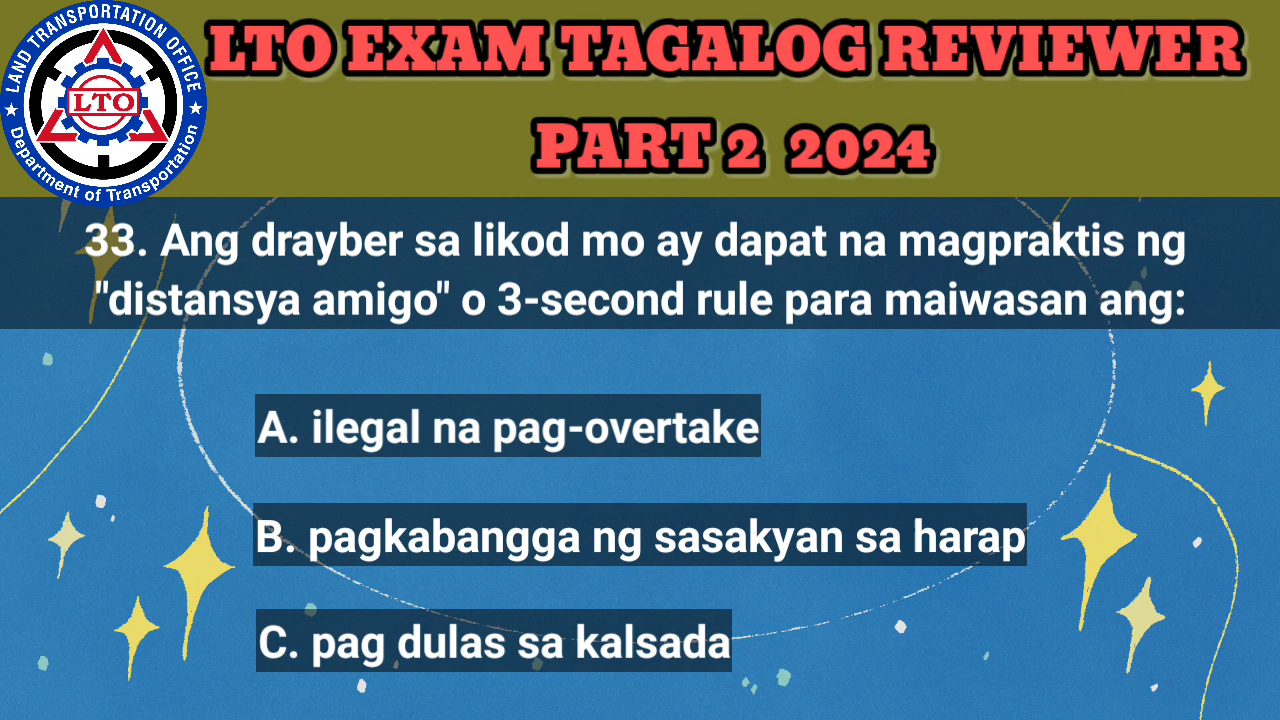 LAND TRANSPORTATION OFFICE
LTO
Department of Transportation
LTO EXAM TAGALOG REVIEWER
PART 2 2024
33. Ang drayber sa likod mo ay dapat na magpraktis ng
"distansya amigo" o 3-second rule para maiwasan ang:
A. ilegal na pag-overtake
B. pagkabangga ng sasakyan sa harap
C. pag dulas sa kalsada